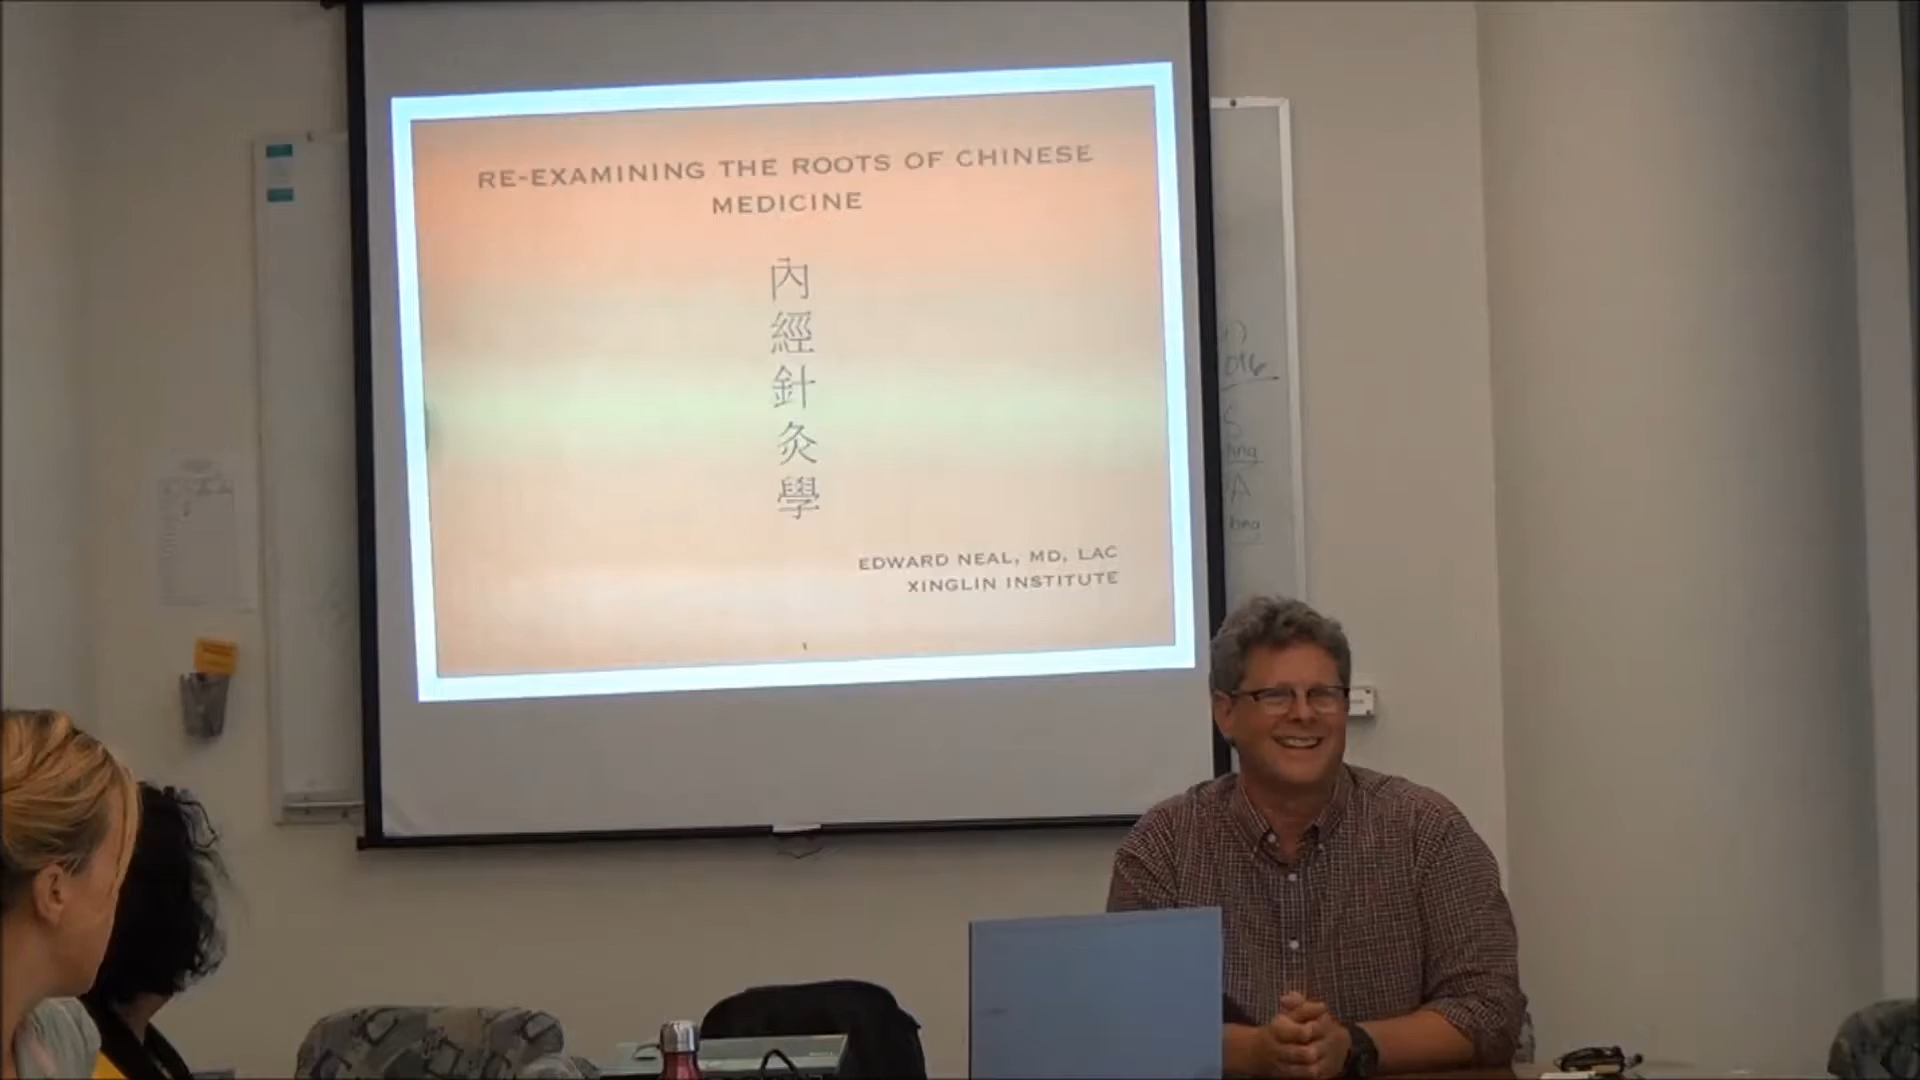 RE-EXAMINING THE ROOTS OF CHINESE
MEDICINE
內
經
針
灸
學
EDWARD NEAL, MD, LAC
XINGLIN INSTITUTE